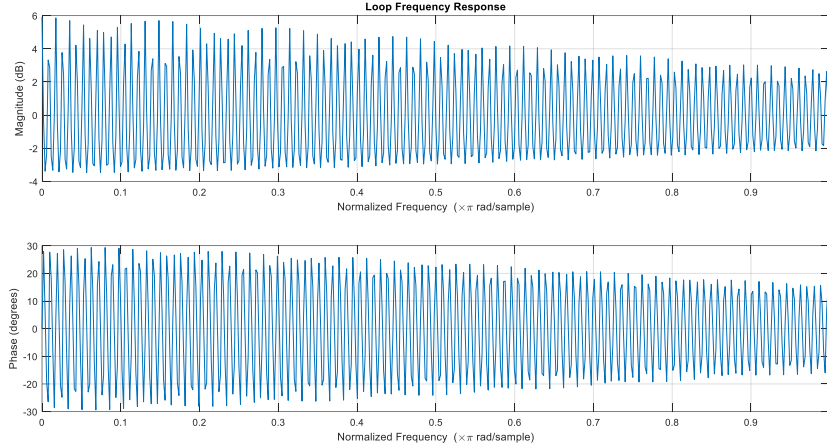 Loop Frequency Response
Magnitude (dB)
6
4
2
0
-2
-4
0 0.1 0.2 0.3 0.4 0.5 0.6 0.7 0.8 0.9
Normalized Frequency (×π rad/sample)
Phase (degrees)
30
20
10
0
-10
-20
-30
0 0.1 0.2 0.3 0.4 0.5 0.6 0.7 0.8 0.9
Normalized Frequency (×π rad/sample)